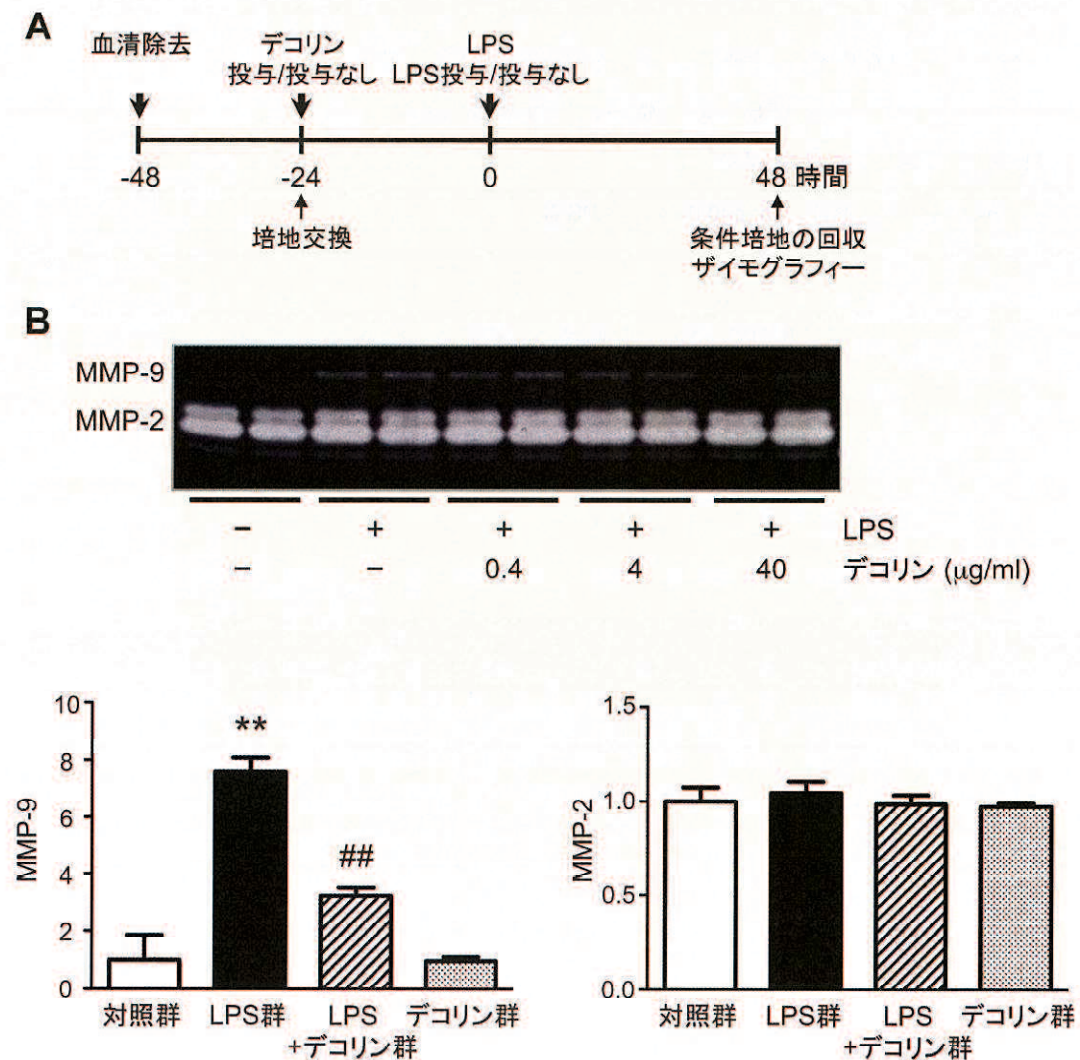 A
血清除去
デコリン
投与/投与なし
LPS
LPS投与/投与なし
-48
-24
0
48 時間
培地交換
条件培地の回収
ザイモグラフィー
B
MMP-9
MMP-2
− + + + + LPS
− − 0.4 4 40 デコリン (μg/ml)
MMP-9
10
8
6
4
2
0
**
##
対照群
LPS群
LPS
+デコリン群
デコリン群
MMP-2
1.5
1.0
0.5
0.0
対照群
LPS群
LPS
+デコリン群
デコリン群